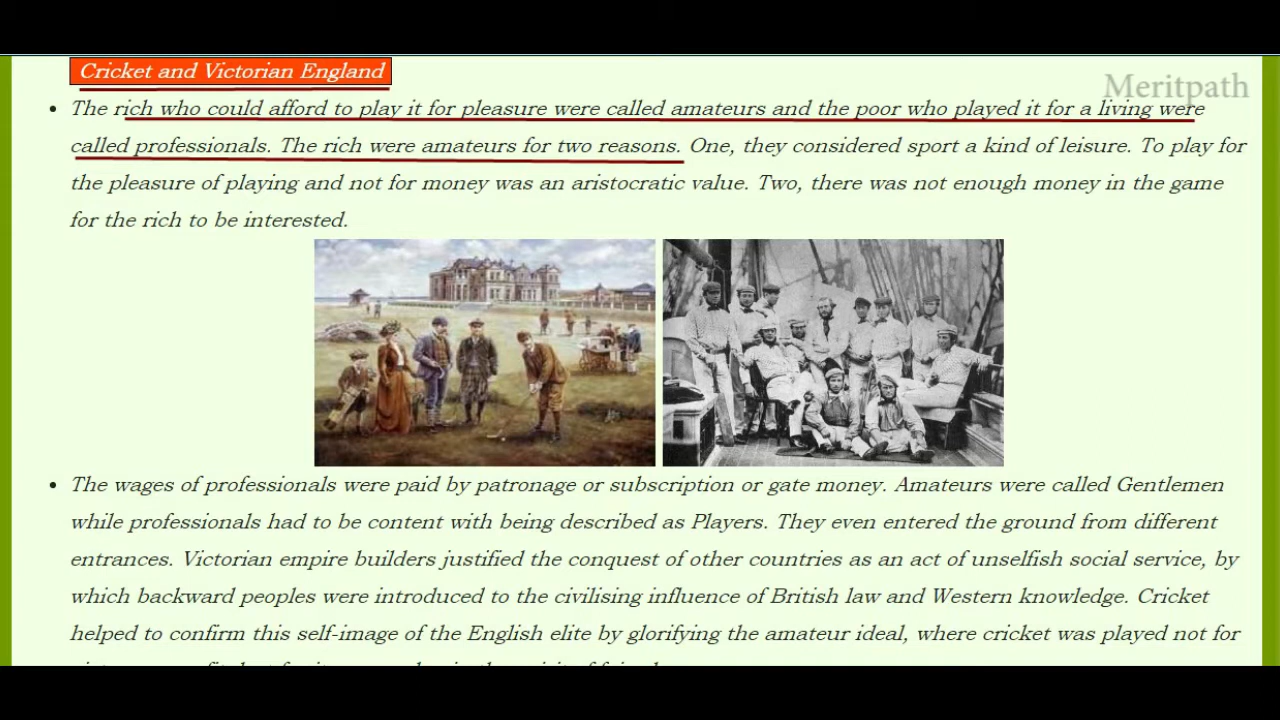 Cricket and Victorian England
Meritpath
• The rich who could afford to play it for pleasure were called amateurs and the poor who played it for a living were
called professionals. The rich were amateurs for two reasons. One, they considered sport a kind of leisure. To play for
the pleasure of playing and not for money was an aristocratic value. Two, there was not enough money in the game
for the rich to be interested.
• The wages of professionals were paid by patronage or subscription or gate money. Amateurs were called Gentlemen
while professionals had to be content with being described as Players. They even entered the ground from different
entrances. Victorian empire builders justified the conquest of other countries as an act of unselfish social service, by
which backward peoples were introduced to the civilising influence of British law and Western knowledge. Cricket
helped to confirm this self-image of the English elite by glorifying the amateur ideal, where cricket was played not for